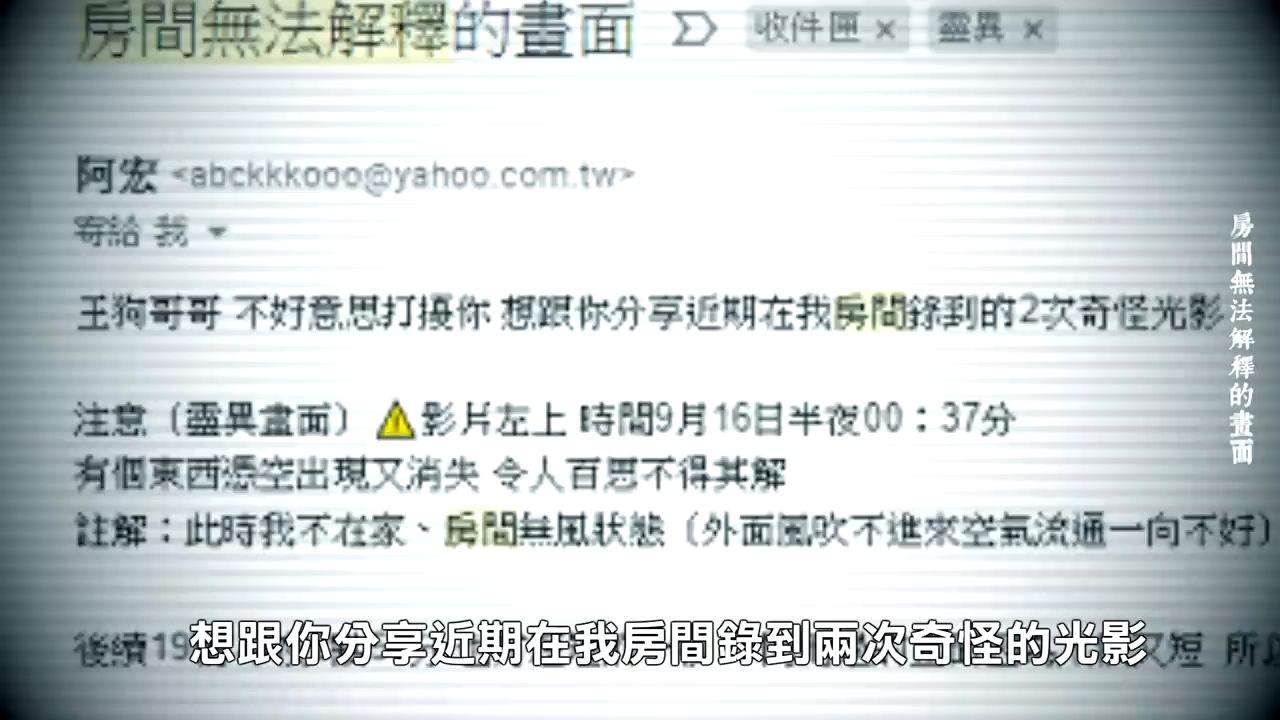 房間無法解釋的畫面 收件匣 × 靈異 ×
阿宏 <abckkkooo@yahoo.com.tw>
寄給 我
王狗哥哥 不好意思打擾你 想跟你分享近期在我房間錄到的2次奇怪光影
注意（靈異畫面）⚠影片左上 時間9月16日半夜00：37分
有個東西憑空出現又消失 令人百思不得其解
註解：此時我不在家、房間無風狀態（外面風吹不進來空氣流通一向不好）
後續19 又短 所以
想跟你分享近期在我房間錄到兩次奇怪的光影
房間無法解釋的畫面